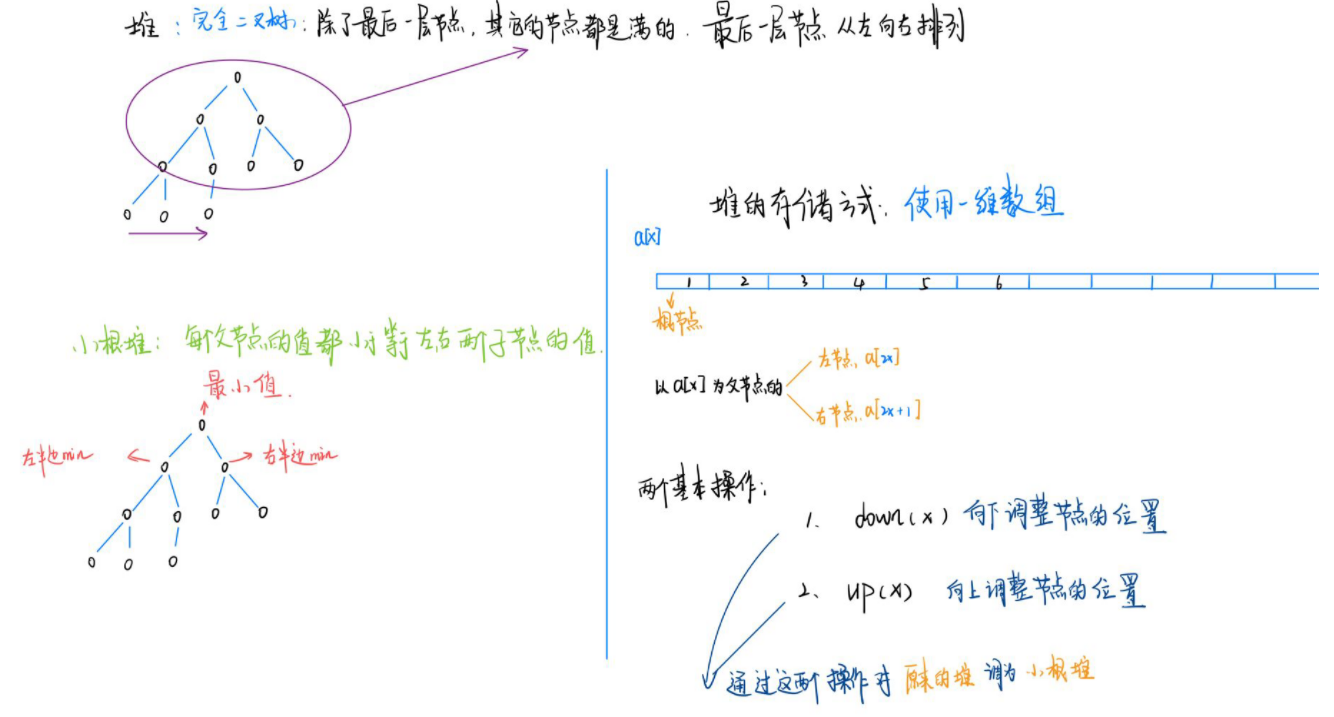 堆：完全二叉树：除了最后一层节点，其它的节点都是满的．最后一层节点 从左向右排列
小根堆：每个父节点的值都小于等于左右两个子节点的值．
最小值．
左半边min
右半边min
堆的存储方式：使用一维数组
a[x]
1 2 3 4 5 6
根节点
以a[x]为父节点的
左节点．a[2x]
右节点．a[2x+1]
两个基本操作：
1、 down(x) 向下调整节点的位置
2、 up(x) 向上调整节点的位置
通过这两个操作对 原来的堆 调为 小根堆